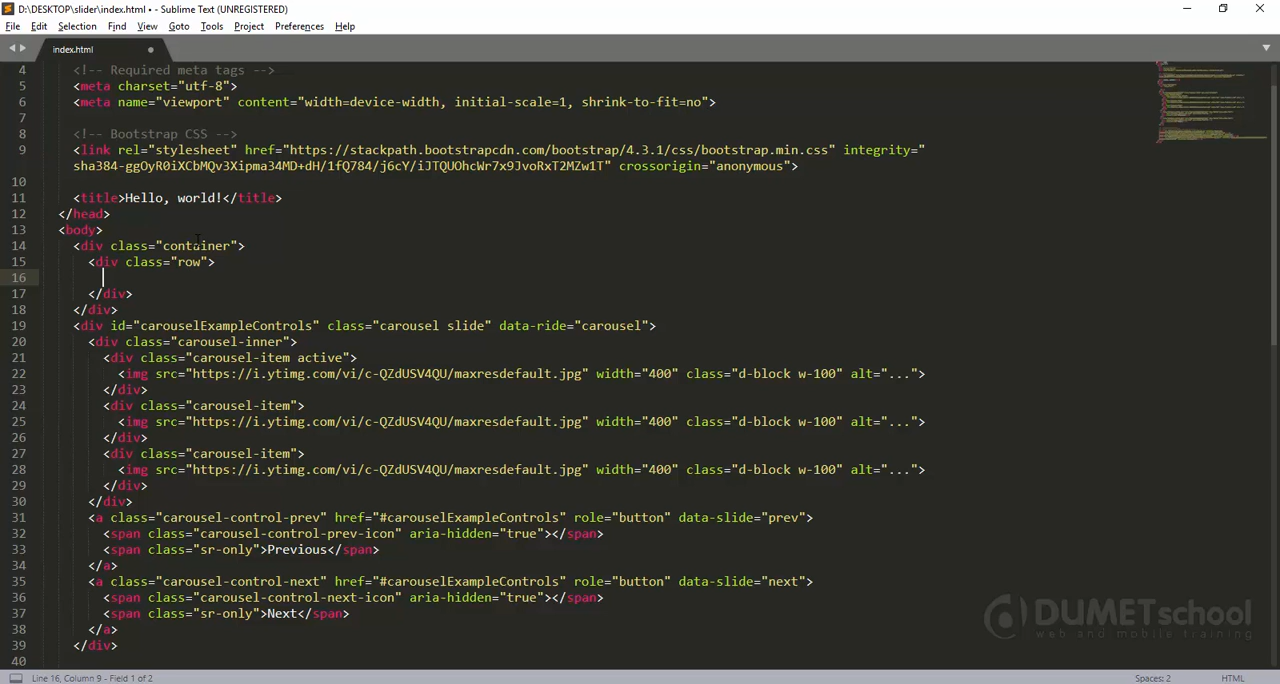 D:\DESKTOP\slider\index.html • - Sublime Text (UNREGISTERED)
File Edit Selection Find View Goto Tools Project Preferences Help
index.html
4 <!-- Required meta tags -->
5 <meta charset="utf-8">
6 <meta name="viewport" content="width=device-width, initial-scale=1, shrink-to-fit=no">
7
8 <!-- Bootstrap CSS -->
9 <link rel="stylesheet" href="https://stackpath.bootstrapcdn.com/bootstrap/4.3.1/css/bootstrap.min.css" integrity="
sha384-ggOyR0iXCbMQv3Xipma34MD+dH/1fQ784/j6cY/iJTQUOhcWr7x9JvoRxT2MZw1T" crossorigin="anonymous">
10
11 <title>Hello, world!</title>
12 </head>
13 <body>
14 <div class="container">
15 <div class="row">
16
17 </div>
18 </div>
19 <div id="carouselExampleControls" class="carousel slide" data-ride="carousel">
20 <div class="carousel-inner">
21 <div class="carousel-item active">
22 <img src="https://i.ytimg.com/vi/c-QZdUSV4QU/maxresdefault.jpg" width="400" class="d-block w-100" alt="...">
23 </div>
24 <div class="carousel-item">
25 <img src="https://i.ytimg.com/vi/c-QZdUSV4QU/maxresdefault.jpg" width="400" class="d-block w-100" alt="...">
26 </div>
27 <div class="carousel-item">
28 <img src="https://i.ytimg.com/vi/c-QZdUSV4QU/maxresdefault.jpg" width="400" class="d-block w-100" alt="...">
29 </div>
30 </div>
31 <a class="carousel-control-prev" href="#carouselExampleControls" role="button" data-slide="prev">
32 <span class="carousel-control-prev-icon" aria-hidden="true"></span>
33 <span class="sr-only">Previous</span>
34 </a>
35 <a class="carousel-control-next" href="#carouselExampleControls" role="button" data-slide="next">
36 <span class="carousel-control-next-icon" aria-hidden="true"></span>
37 <span class="sr-only">Next</span>
38 </a>
39 </div>
40
DUMETschool
web and mobile training
Line 16, Column 9 - Field 1 of 2 Spaces: 2 HTML